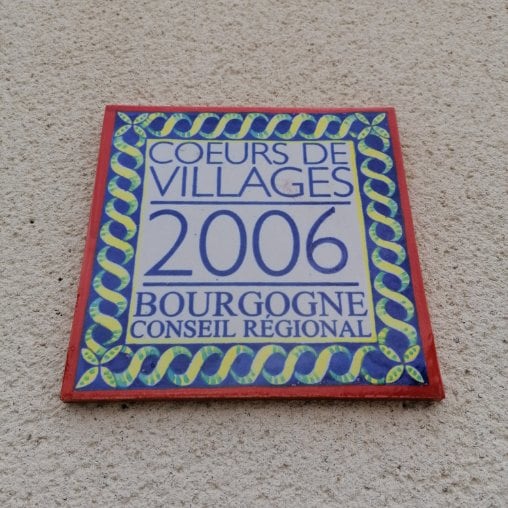 COEURS DE
VILLAGES
2006
BOURGOGNE
CONSEIL RÉGIONAL